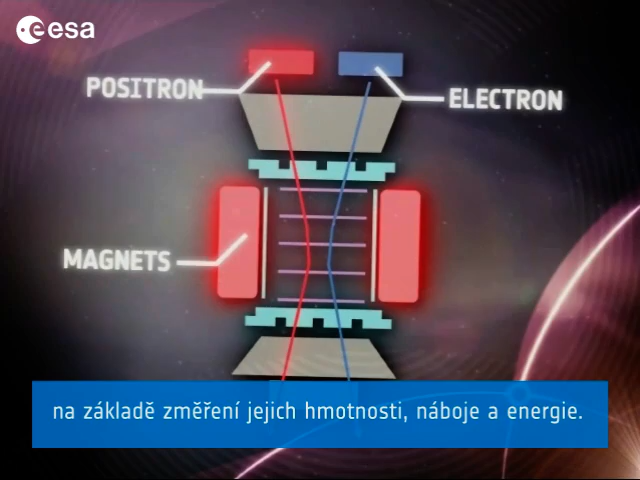 esa
POSITRON
ELECTRON
MAGNETS
na základě změření jejich hmotnosti, náboje a energie.